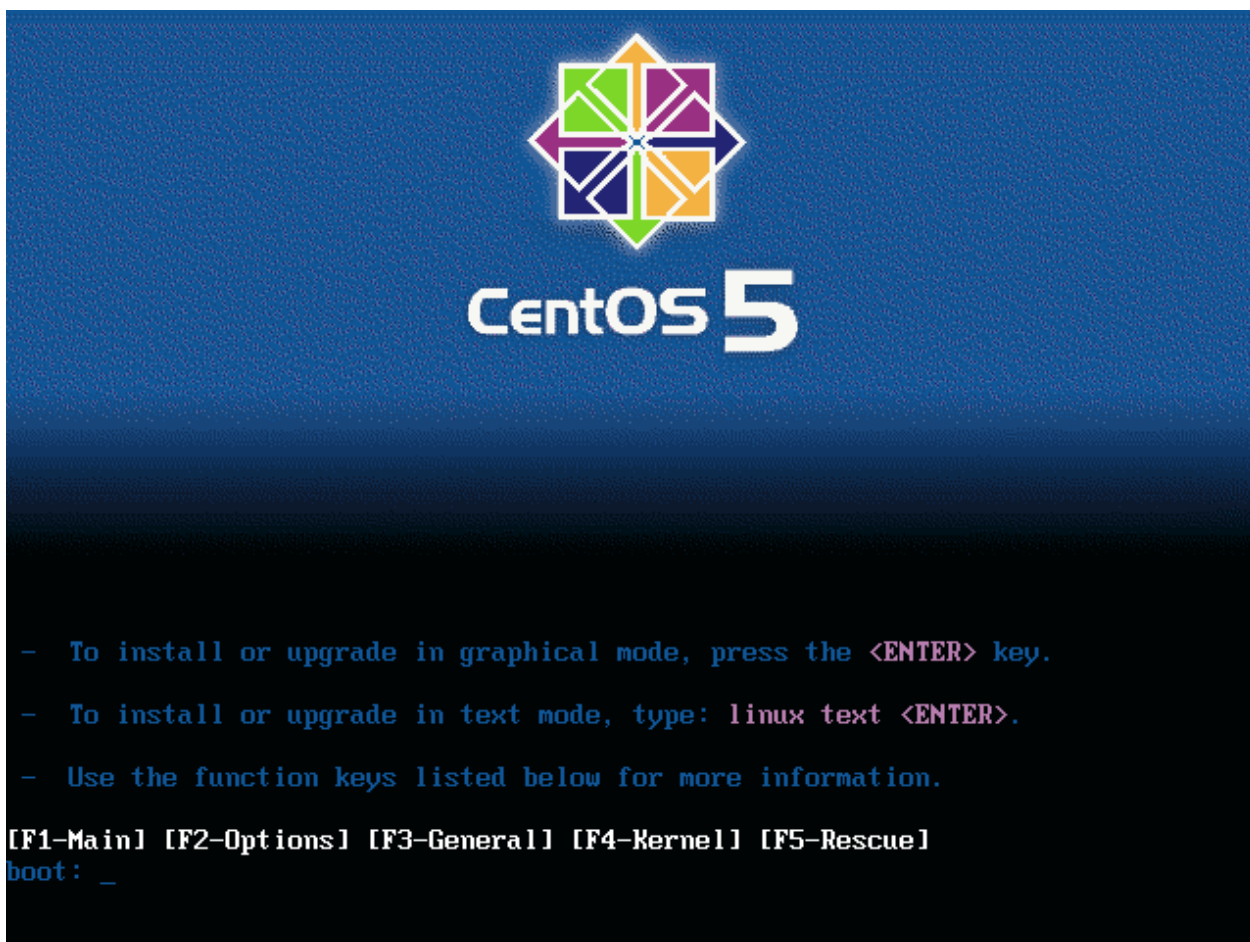 CentOS 5
- To install or upgrade in graphical mode, press the <ENTER> key.
- To install or upgrade in text mode, type: linux text <ENTER>.
- Use the function keys listed below for more information.
[F1-Main] [F2-Options] [F3-General] [F4-Kernel] [F5-Rescue]
boot: _